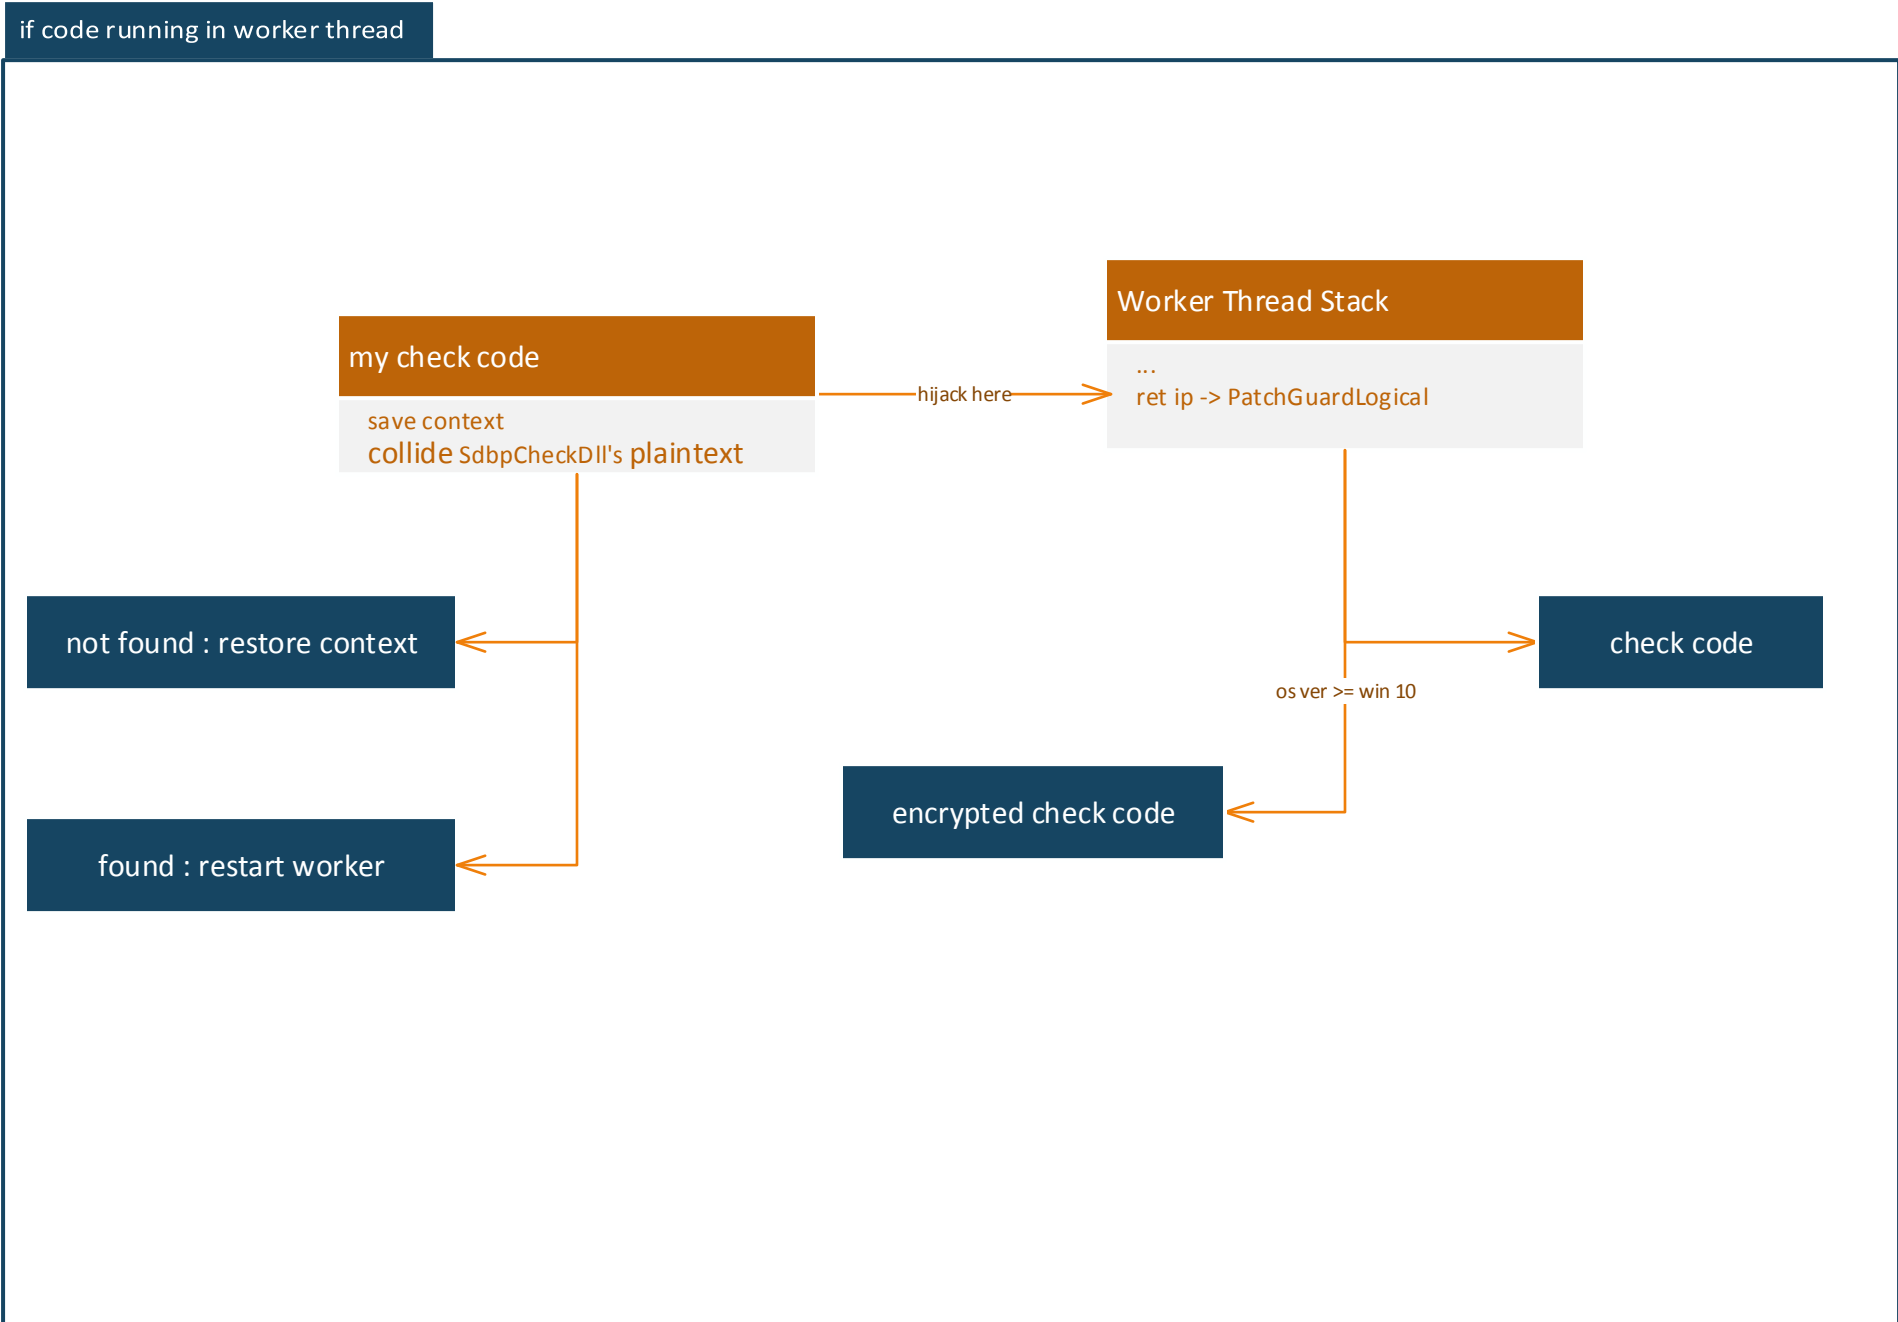 if code running in worker thread
Worker Thread Stack
...
ret ip -> PatchGuardLogical
my check code
save context
collide SdbpCheckDll's plaintext
hijack here
not found : restore context
check code
os ver >= win 10
encrypted check code
found : restart worker